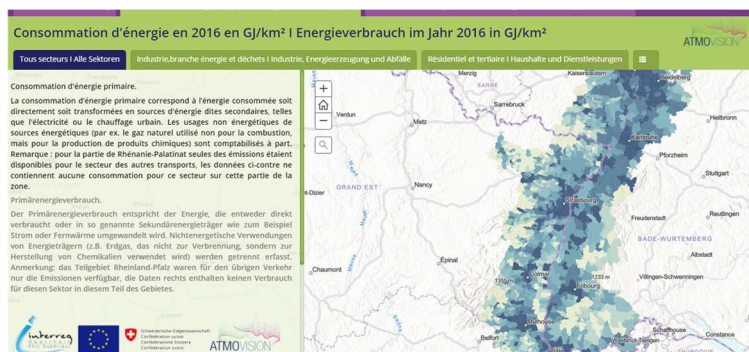 Consommation d'énergie en 2016 en GJ/km² I Energieverbrauch im Jahr 2016 in GJ/km²
ATMOVISION
Tous secteurs I Alle Sektoren
Industrie,branche énergie et déchets I Industrie, Energieerzeugung und Abfälle
Résidentiel et tertiaire I Haushalte und Dienstleistungen
Consommation d'énergie primaire.
La consommation d'énergie primaire correspond à l'énergie consommée soit
directement soit transformées en sources d'énergie dites secondaires, telles
que l'électricité ou le chauffage urbain. Les usages non énergétiques de
sources énergétiques (par ex. le gaz naturel utilisé non pour la combustion,
mais pour la production de produits chimiques) sont comptabilisés à part.
Remarque : pour la partie de Rhénanie-Palatinat seules des émissions étaient
disponibles pour le secteur des autres transports, les données ci-contre ne
contiennent aucune consommation pour ce secteur sur cette partie de la
zone.
Primärenergieverbrauch.
Der Primärenergieverbrauch entspricht der Energie, die entweder direkt
verbraucht oder in so genannte Sekundärenergieträger wie zum Beispiel
Strom oder Fernwärme umgewandelt wird. Nichtenergetische Verwendungen
von Energieträgern (z.B. Erdgas, das nicht zur Verbrennung, sondern zur
Herstellung von Chemikalien verwendet wird) werden getrennt erfasst.
Anmerkung: das Teilgebiet Rheinland-Pfalz waren für den übrigen Verkehr
nur die Emissionen verfügbar, die Daten rechts enthalten keinen Verbrauch
für diesen Sektor in diesem Teil des Gebietes.
interreg
Schweizerische Eidgenossenschaft
Confédération suisse
Confederazione Svizzera
Confederaziun svizra
ATMOVISION
+
−
Merzig
Kaiserslautern
Heidelberg
SARRE
Sarrebruck
Verdun
Metz
Heilbronn
Karlsruhe
Pforzheim
Stuttgart
t-Dizier
GRAND EST
Nancy
Strasbourg
Freudenstadt
Reutlingen
Meuse
BADE-WURTEMBERG
Albstadt
Épinal
Chaumont
Colmar
1233 m
Villingen-Schwenningen
Fribourg
Mulhouse
Saône
Belfort
Schaffhouse
Constance
Waldshut-Tiengen